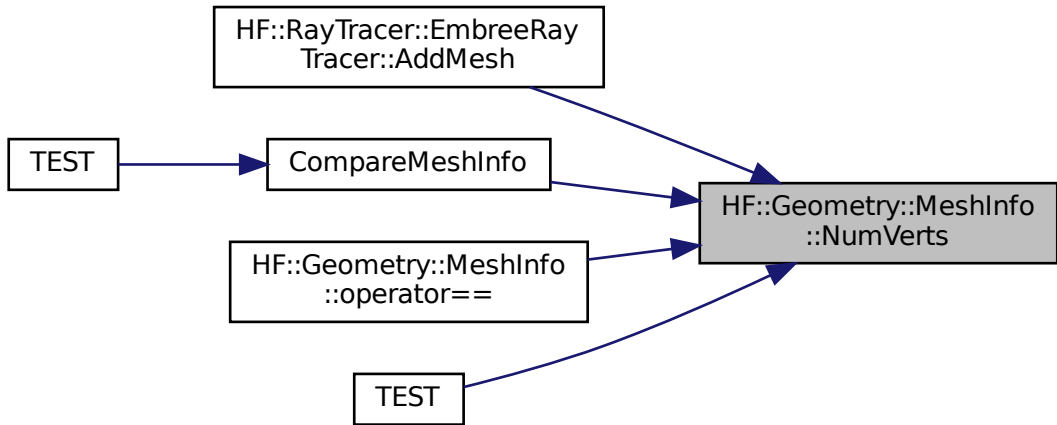 HF::RayTracer::EmbreeRay
Tracer::AddMesh
TEST
CompareMeshInfo
HF::Geometry::MeshInfo
::NumVerts
HF::Geometry::MeshInfo
::operator==
TEST